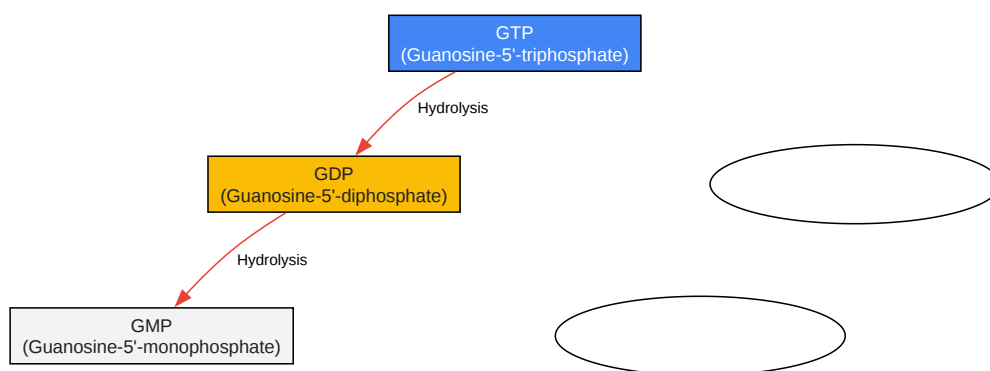 GTP
(Guanosine-5'-triphosphate)
Hydrolysis
GDP
(Guanosine-5'-diphosphate)
Hydrolysis
GMP
(Guanosine-5'-monophosphate)